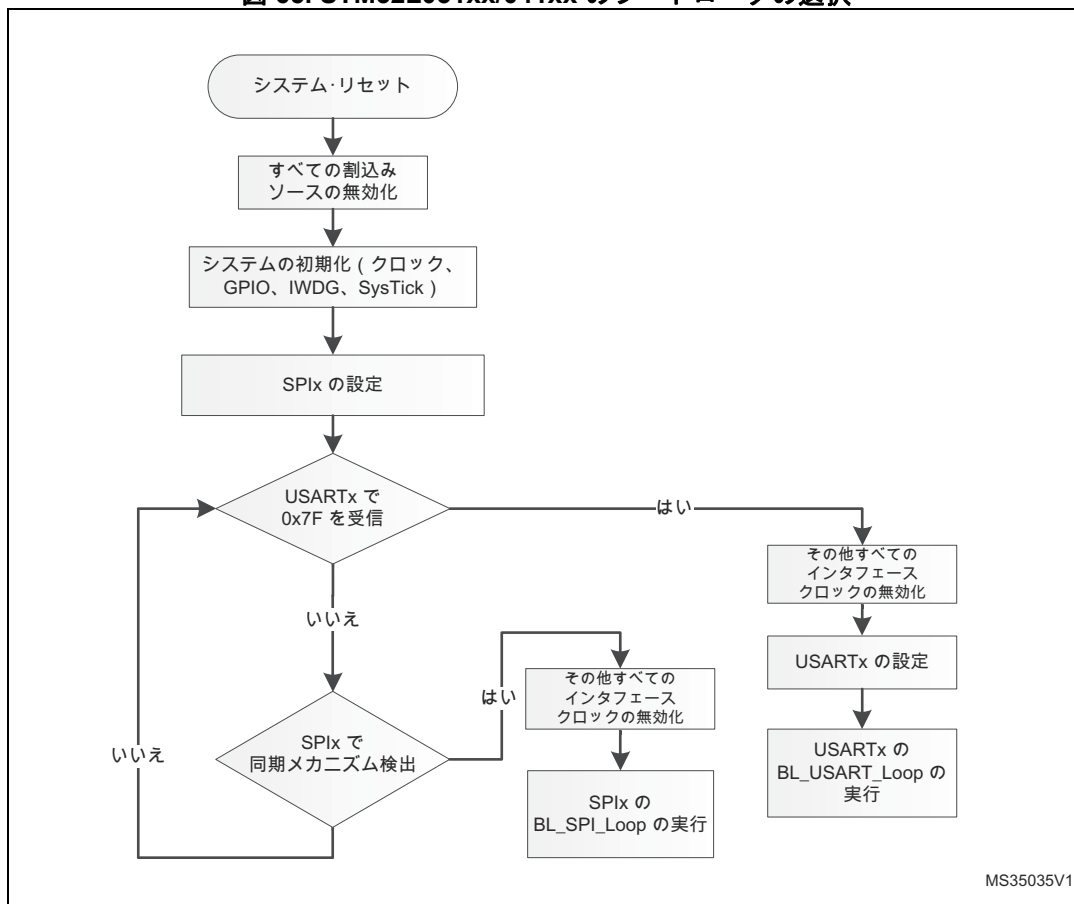 システム・リセット
すべての割込み
ソースの無効化
システムの初期化（クロック、
GPIO、IWDG、SysTick）
SPIx の設定
USARTx で
0x7F を受信
はい
その他すべての
インタフェース
クロックの無効化
USARTx の設定
USARTx の
BL_USART_Loop の
実行
いいえ
SPIx で
同期メカニズム検出
はい
その他すべての
インタフェース
クロックの無効化
SPIx の
BL_SPI_Loop の実行
いいえ
MS35035V1